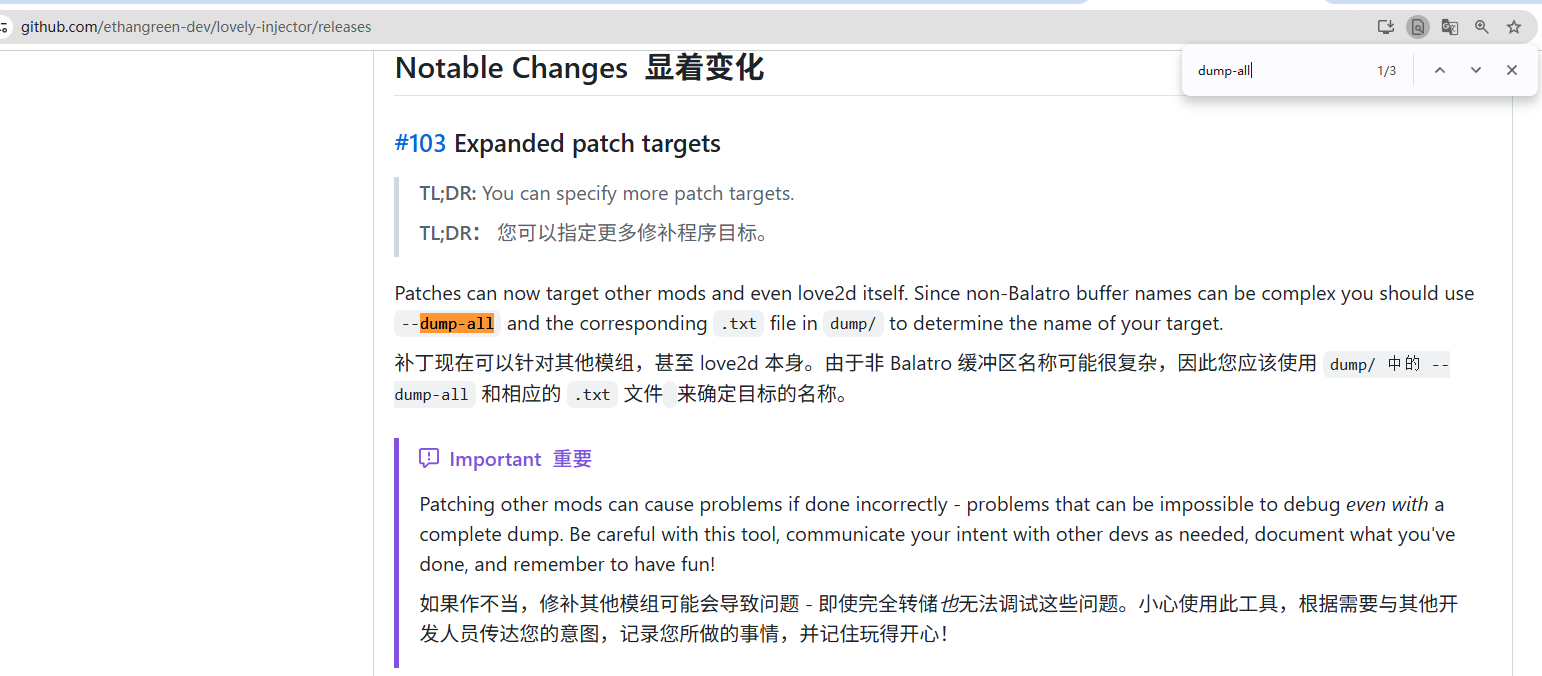 github.com/ethangreen-dev/lovely-injector/releases
dump-all
1/3
Notable Changes 显着变化
#103 Expanded patch targets
TL;DR: You can specify more patch targets.
TL;DR： 您可以指定更多修补程序目标。
Patches can now target other mods and even love2d itself. Since non-Balatro buffer names can be complex you should use
--dump-all and the corresponding .txt file in dump/ to determine the name of your target.
补丁现在可以针对其他模组，甚至 love2d 本身。由于非 Balatro 缓冲区名称可能很复杂，因此您应该使用 dump/ 中的 --
dump-all 和相应的 .txt 文件 来确定目标的名称。
Important 重要
Patching other mods can cause problems if done incorrectly - problems that can be impossible to debug even with a
complete dump. Be careful with this tool, communicate your intent with other devs as needed, document what you've
done, and remember to have fun!
如果作不当，修补其他模组可能会导致问题 - 即使完全转储也无法调试这些问题。小心使用此工具，根据需要与其他开
发人员传达您的意图，记录您所做的事情，并记住玩得开心！